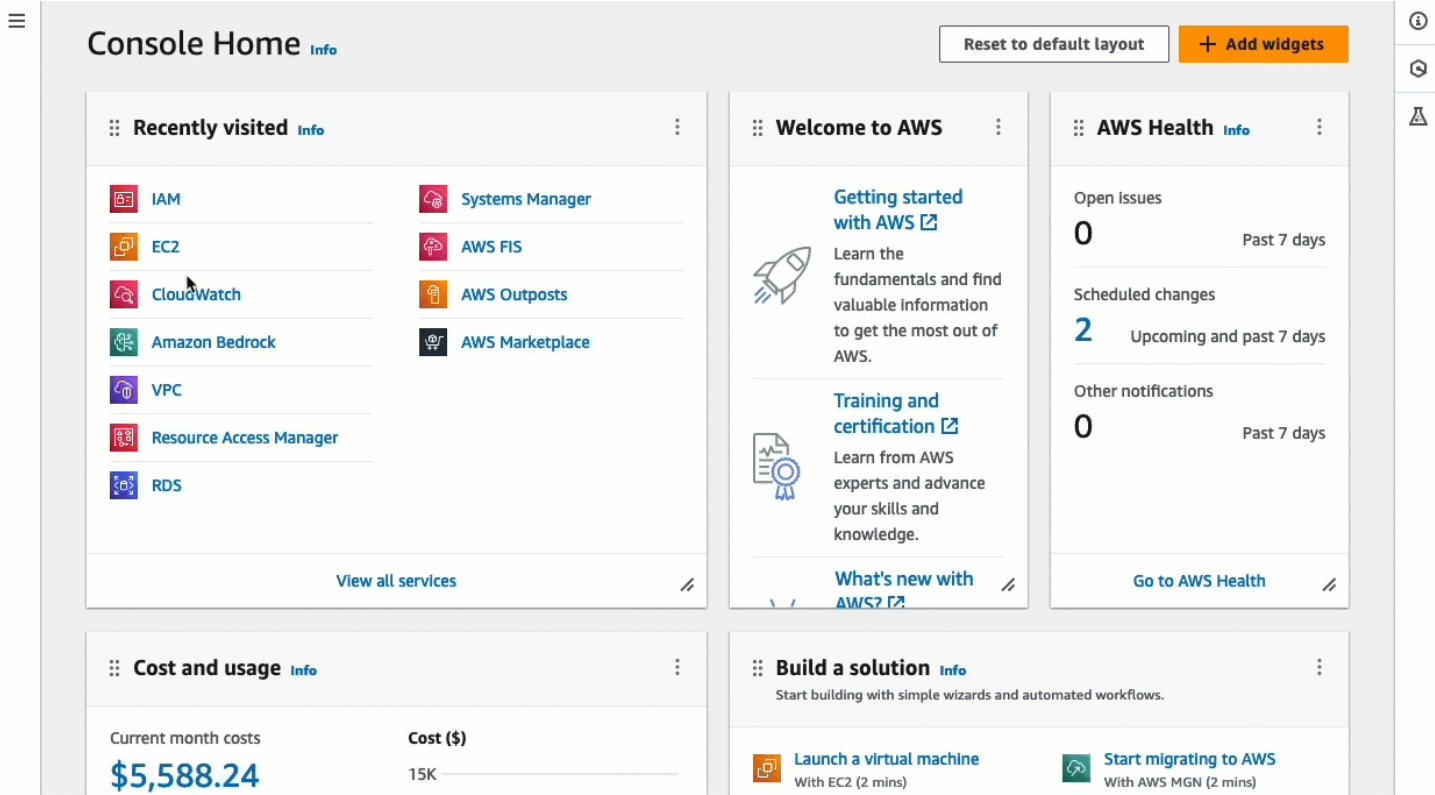 Console Home Info
Reset to default layout
+ Add widgets
Recently visited Info
IAM
EC2
CloudWatch
Amazon Bedrock
VPC
Resource Access Manager
RDS
Systems Manager
AWS FIS
AWS Outposts
AWS Marketplace
View all services
Welcome to AWS
Getting started
with AWS
Learn the
fundamentals and find
valuable information
to get the most out of
AWS.
Training and
certification
Learn from AWS
experts and advance
your skills and
knowledge.
What's new with
AWS?
AWS Health Info
Open issues
0
Past 7 days
Scheduled changes
2
Upcoming and past 7 days
Other notifications
0
Past 7 days
Go to AWS Health
Cost and usage Info
Current month costs
$5,588.24
Cost ($)
15K
Build a solution Info
Start building with simple wizards and automated workflows.
Launch a virtual machine
With EC2 (2 mins)
Start migrating to AWS
With AWS MGN (2 mins)